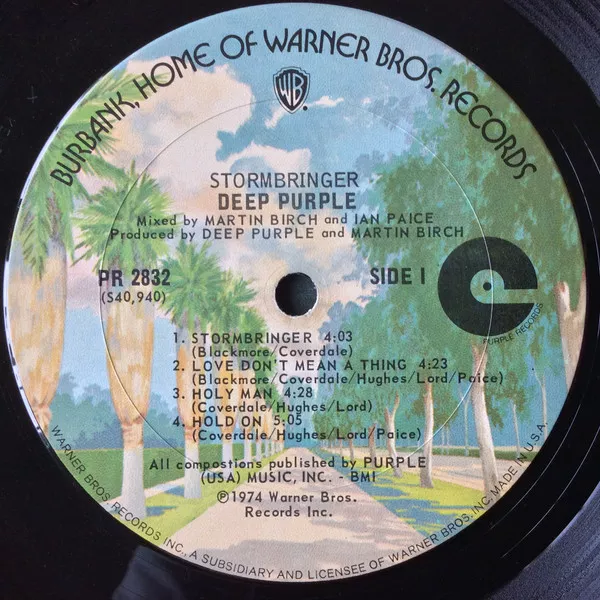 BURBANK, HOME OF WARNER BROS. RECORDS
WB
STORMBRINGER
DEEP PURPLE
Mixed by MARTIN BIRCH and IAN PAICE
Produced by DEEP PURPLE and MARTIN BIRCH
PR 2832
(S40,940)
SIDE I
PURPLE RECORDS
1. STORMBRINGER 4:03
(Blackmore/Coverdale)
2. LOVE DON'T MEAN A THING 4:23
(Blackmore/Coverdale/Hughes/Lord/Paice)
3. HOLY MAN 4:28
(Coverdale/Hughes/Lord)
4. HOLD ON 5:05
(Coverdale/Hughes/Lord/Paice)
All compostions published by PURPLE
(USA) MUSIC, INC. - BMI
℗1974 Warner Bros.
Records Inc.
WARNER BROS. RECORDS INC., A SUBSIDIARY AND LICENSEE OF WARNER BROS. INC. MADE IN U.S.A.